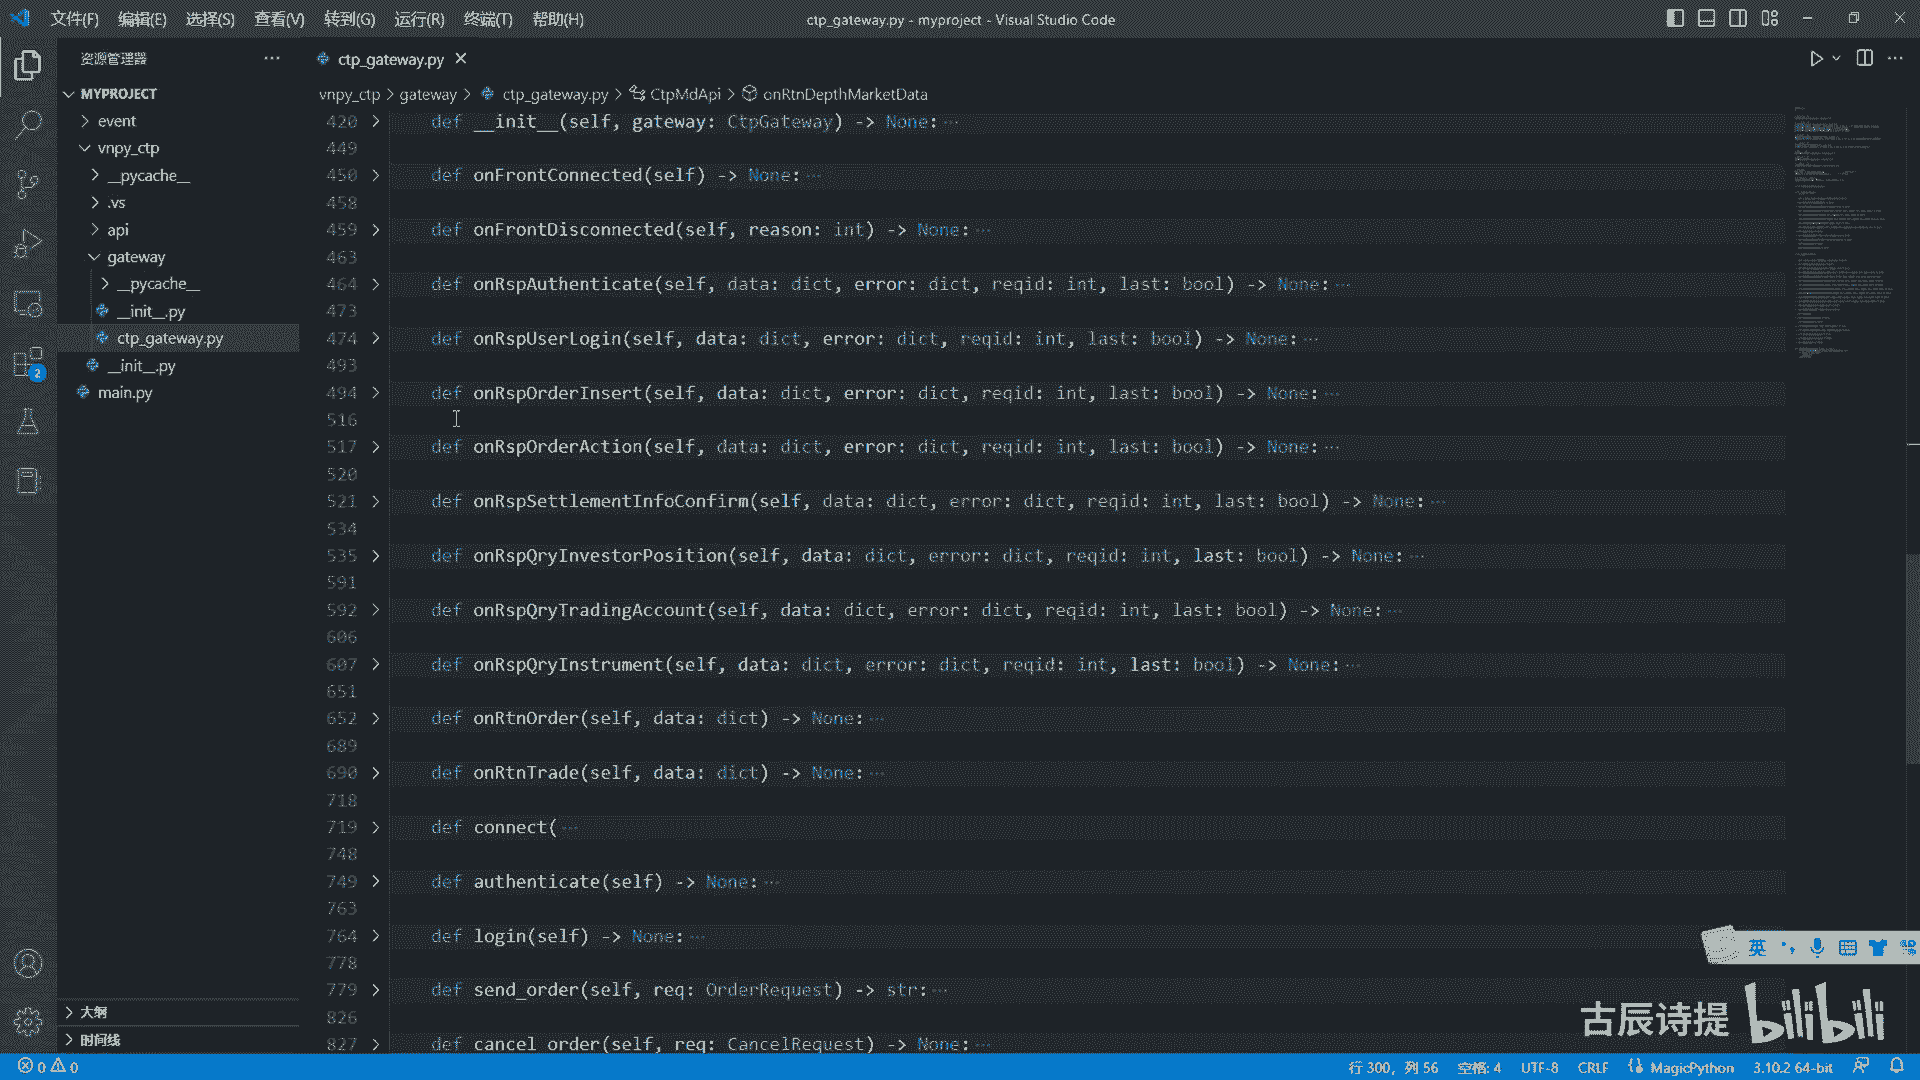 文件(F) 编辑(E) 选择(S) 查看(V) 转到(G) 运行(R) 终端(T) 帮助(H)
ctp_gateway.py - myproject - Visual Studio Code
资源管理器
ctp_gateway.py
MYPROJECT
event
vnpy_ctp
__pycache__
.vs
api
gateway
__pycache__
__init__.py
ctp_gateway.py
__init__.py
main.py
大纲
时间线
2
vnpy_ctp > gateway > ctp_gateway.py > CtpMdApi > onRtnDepthMarketData
420 def __init__(self, gateway: CtpGateway) -> None:···
449
450 def onFrontConnected(self) -> None:···
458
459 def onFrontDisconnected(self, reason: int) -> None:···
463
464 def onRspAuthenticate(self, data: dict, error: dict, reqid: int, last: bool) -> None:···
473
474 def onRspUserLogin(self, data: dict, error: dict, reqid: int, last: bool) -> None:···
493
494 def onRspOrderInsert(self, data: dict, error: dict, reqid: int, last: bool) -> None:···
516
517 def onRspOrderAction(self, data: dict, error: dict, reqid: int, last: bool) -> None:···
520
521 def onRspSettlementInfoConfirm(self, data: dict, error: dict, reqid: int, last: bool) -> None:···
534
535 def onRspQryInvestorPosition(self, data: dict, error: dict, reqid: int, last: bool) -> None:···
591
592 def onRspQryTradingAccount(self, data: dict, error: dict, reqid: int, last: bool) -> None:···
606
607 def onRspQryInstrument(self, data: dict, error: dict, reqid: int, last: bool) -> None:···
651
652 def onRtnOrder(self, data: dict) -> None:···
689
690 def onRtnTrade(self, data: dict) -> None:···
718
719 def connect(···
748
749 def authenticate(self) -> None:···
763
764 def login(self) -> None:···
778
779 def send_order(self, req: OrderRequest) -> str:···
826
827 def cancel_order(self, req: CancelRequest) -> None:···
英
古辰诗提 bilibili
0 0
行 300，列 56 空格: 4 UTF-8 CRLF MagicPython 3.10.2 64-bit